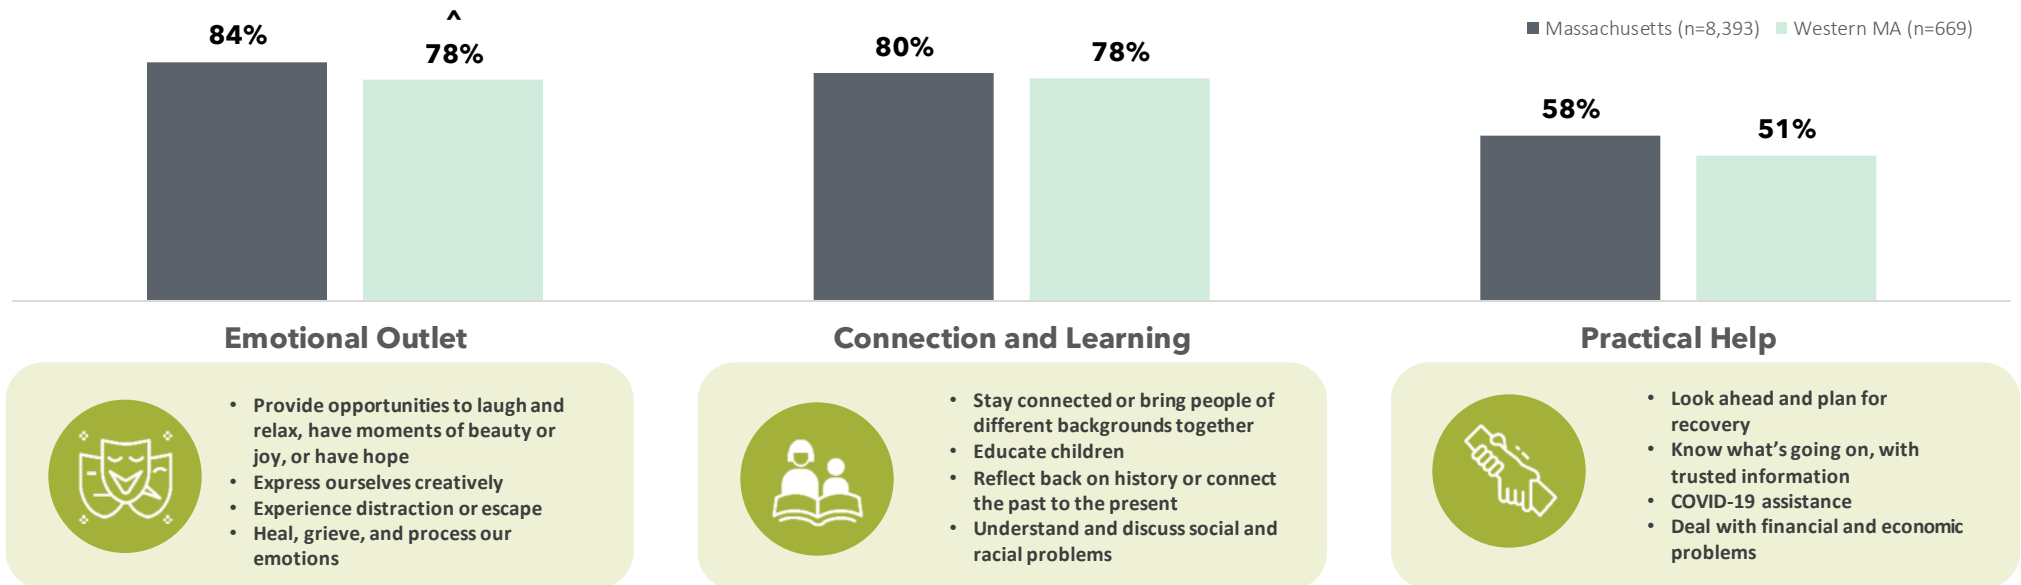 ^
84%
78%
80%
78%
58%
51%
Massachusetts (n=8,393)
Western MA (n=669)
Emotional Outlet
• Provide opportunities to laugh and
relax, have moments of beauty or
joy, or have hope
• Express ourselves creatively
• Experience distraction or escape
• Heal, grieve, and process our
emotions
Connection and Learning
• Stay connected or bring people of
different backgrounds together
• Educate children
• Reflect back on history or connect
the past to the present
• Understand and discuss social and
racial problems
Practical Help
• Look ahead and plan for
recovery
• Know what's going on, with
trusted information
• COVID-19 assistance
• Deal with financial and economic
problems